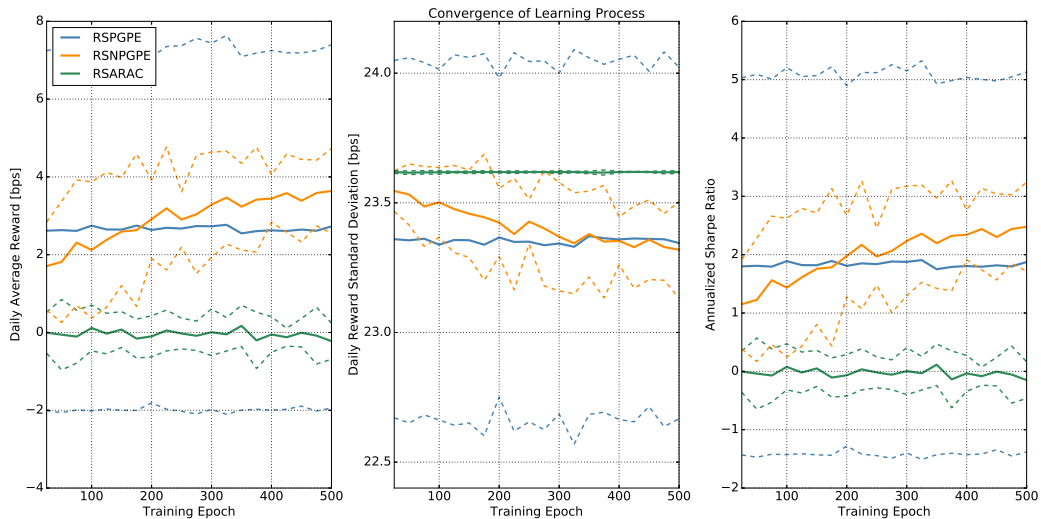 Convergence of Learning Process
Daily Average Reward [bps]
8
6
4
2
0
−2
−4
RSPGPE
RSNPGPE
RSARAC
100 200 300 400 500
Training Epoch
Daily Reward Standard Deviation [bps]
24.0
23.5
23.0
22.5
100 200 300 400 500
Training Epoch
Annualized Sharpe Ratio
6
5
4
3
2
1
0
−1
−2
100 200 300 400 500
Training Epoch